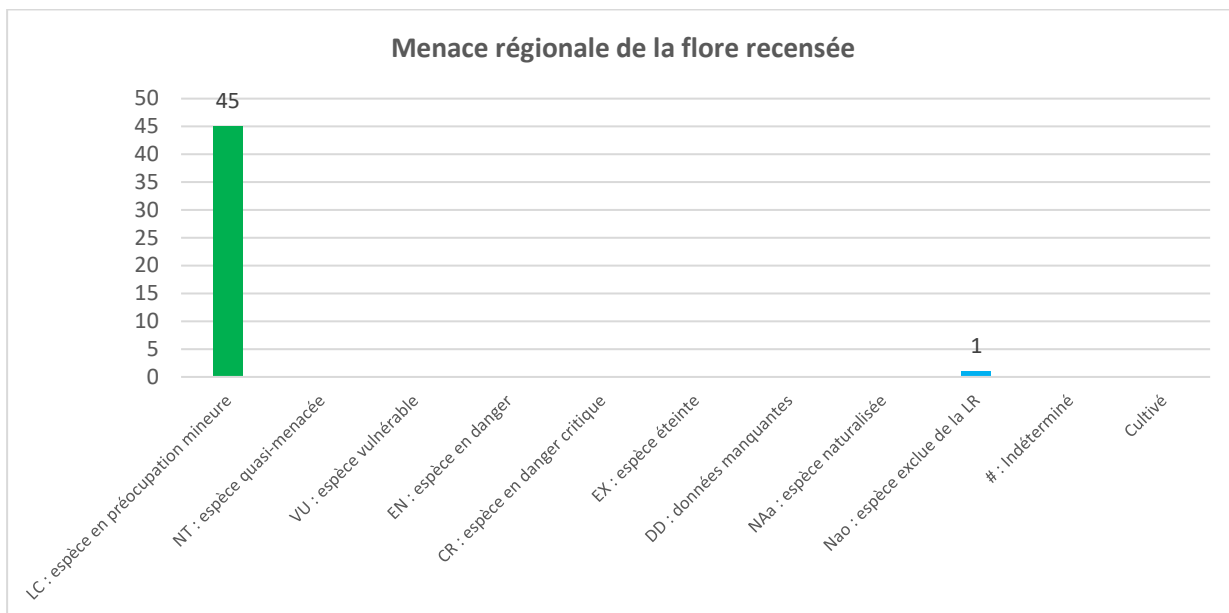 Menace régionale de la flore recensée
50
45
40
35
30
25
20
15
10
5
0
45
1
LC : espèce en préocupation mineure
NT : espèce quasi-menacée
VU : espèce vulnérable
EN : espèce en danger
CR : espèce en danger critique
EX : espèce éteinte
DD : données manquantes
NAa : espèce naturalisée
Nao : espèce exclue de la LR
# : Indéterminé
Cultivé